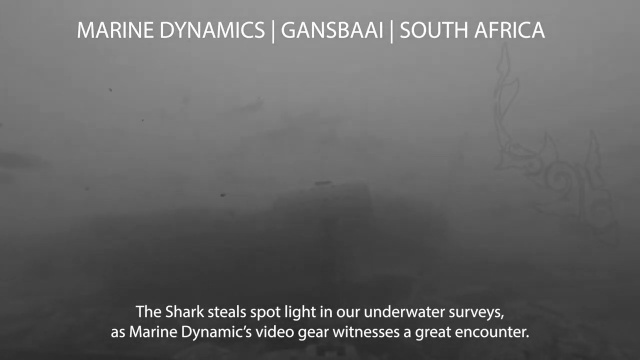 MARINE DYNAMICS | GANSBAAI | SOUTH AFRICA
The Shark steals spot light in our underwater surveys,
as Marine Dynamic's video gear witnesses a great encounter.